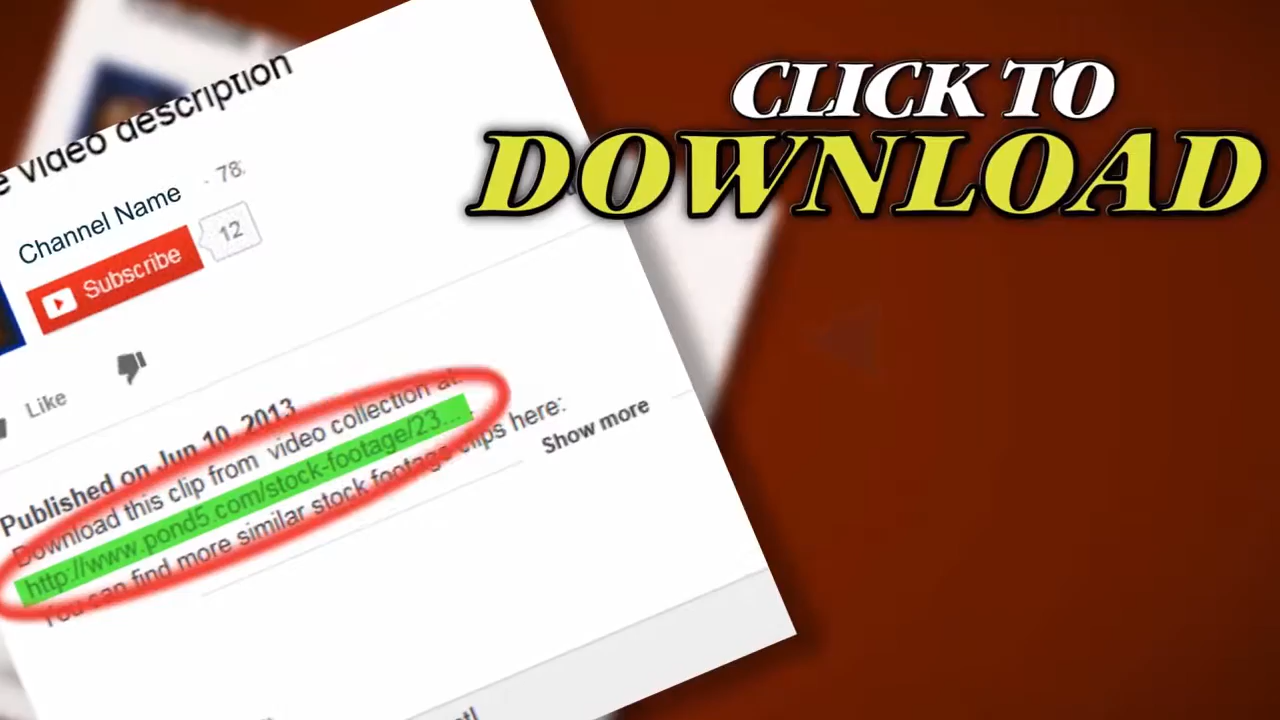 CLICK TO
DOWNLOAD
video description
Channel Name
78
Subscribe
12
Like
Published on Jun 10, 2013
Download this clip from video collection at:
http://www.pond5.com/stock-footage/23...
You can find more similar stock footage clips here:
Show more